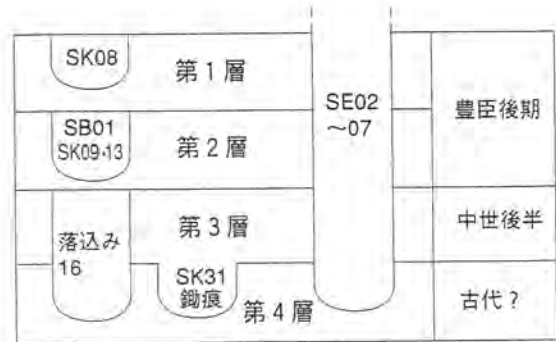 SK08
第1層
SE02
~07
豊臣後期
SB01
SK09・13
第2層
落込み
16
第3層
中世後半
SK31
鋤痕
第4層
古代?